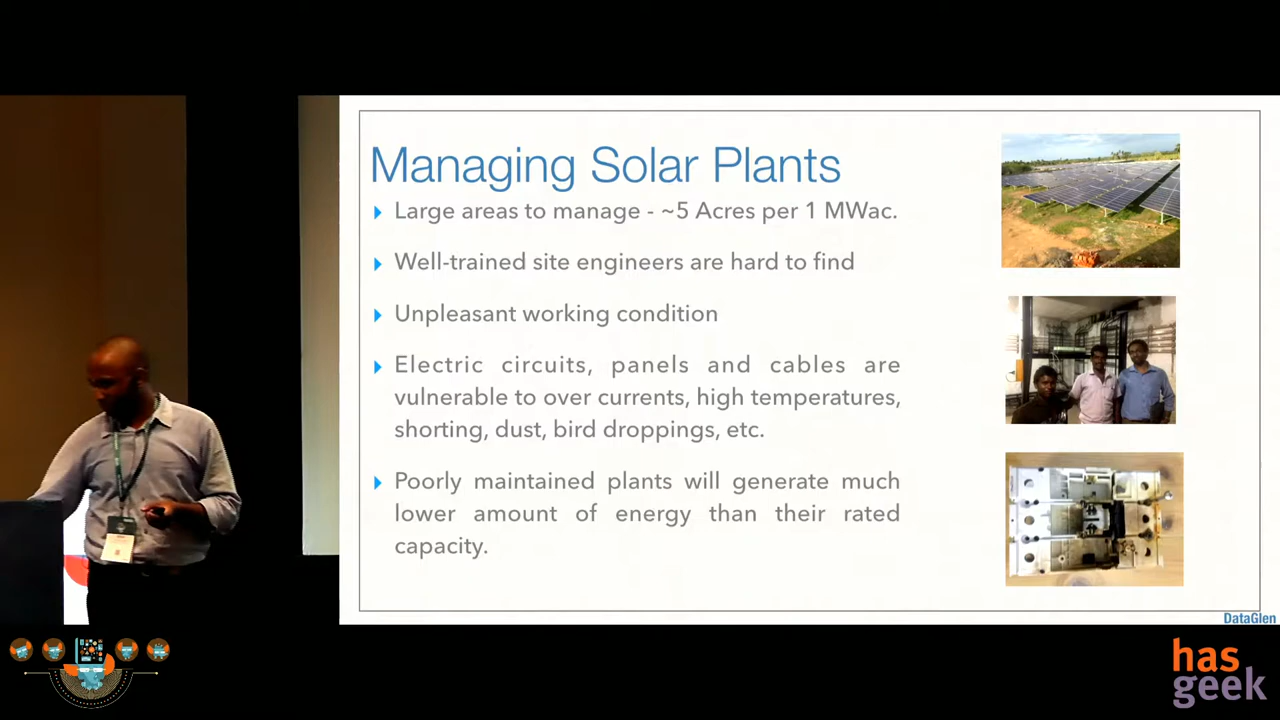 Managing Solar Plants
Large areas to manage - ~5 Acres per 1 MWac.
Well-trained site engineers are hard to find
Unpleasant working condition
Electric circuits, panels and cables are
vulnerable to over currents, high temperatures,
shorting, dust, bird droppings, etc.
Poorly maintained plants will generate much
lower amount of energy than their rated
capacity.
DataGlen
has
geek